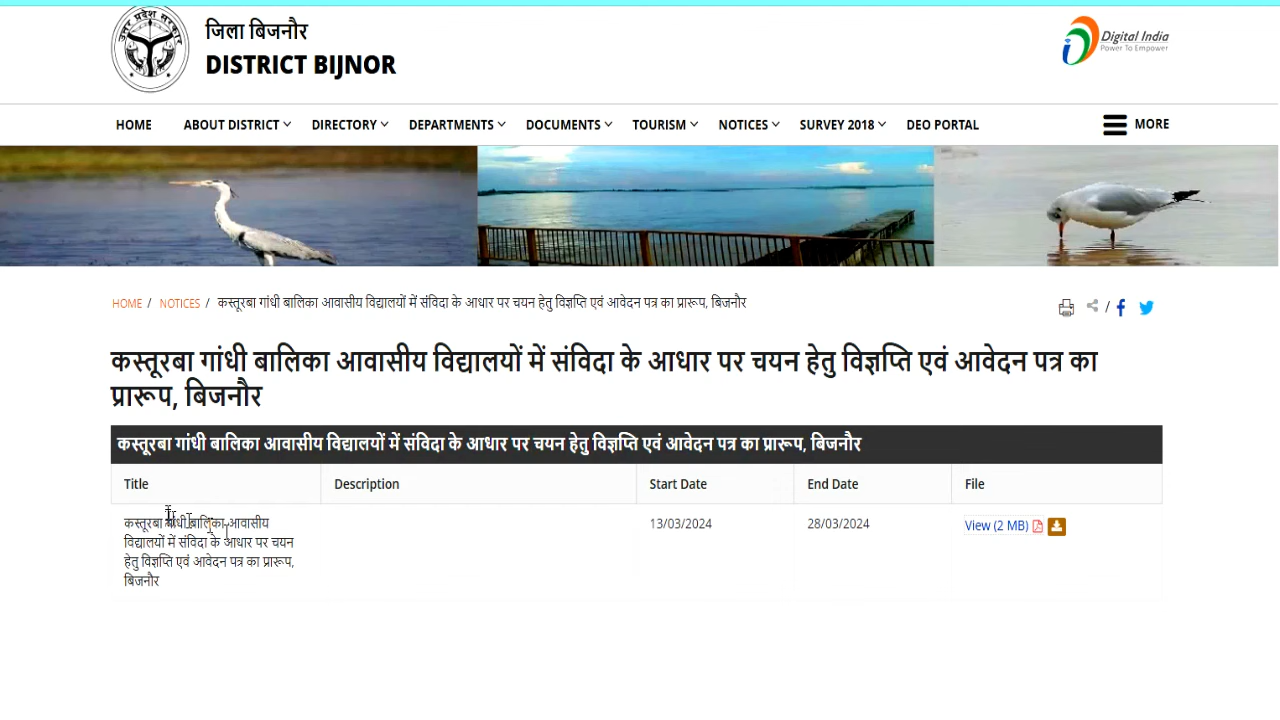 उत्तर प्रदेश सरकार
जिला बिजनौर
DISTRICT BIJNOR
Digital India
Power To Empower
HOME ABOUT DISTRICT DIRECTORY DEPARTMENTS DOCUMENTS TOURISM NOTICES SURVEY 2018 DEO PORTAL MORE
HOME / NOTICES / कस्तूरबा गांधी बालिका आवासीय विद्यालयों में संविदा के आधार पर चयन हेतु विज्ञप्ति एवं आवेदन पत्र का प्रारूप, बिजनौर
/
कस्तूरबा गांधी बालिका आवासीय विद्यालयों में संविदा के आधार पर चयन हेतु विज्ञप्ति एवं आवेदन पत्र का
प्रारूप, बिजनौर
कस्तूरबा गांधी बालिका आवासीय विद्यालयों में संविदा के आधार पर चयन हेतु विज्ञप्ति एवं आवेदन पत्र का प्रारूप, बिजनौर
Title Description Start Date End Date File
कस्तूरबा गांधी बालिका आवासीय 13/03/2024 28/03/2024 View (2 MB)
विद्यालयों में संविदा के आधार पर चयन
हेतु विज्ञप्ति एवं आवेदन पत्र का प्रारूप,
बिजनौर